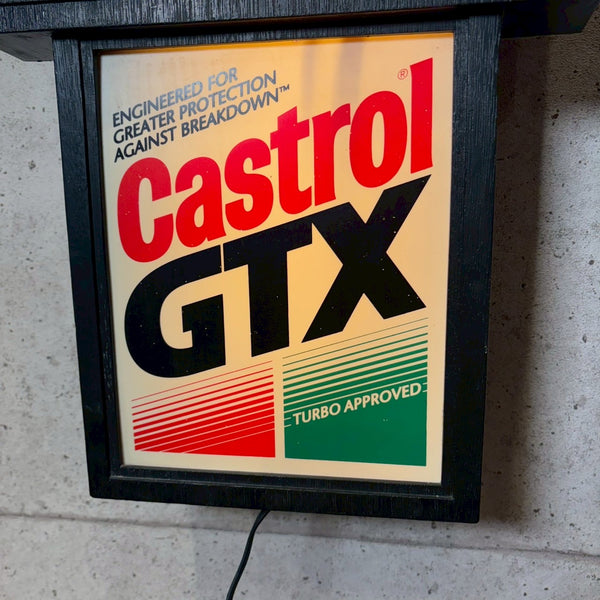 ENGINEERED FOR
GREATER PROTECTION
AGAINST BREAKDOWN™
Castrol®
GTX
TURBO APPROVED